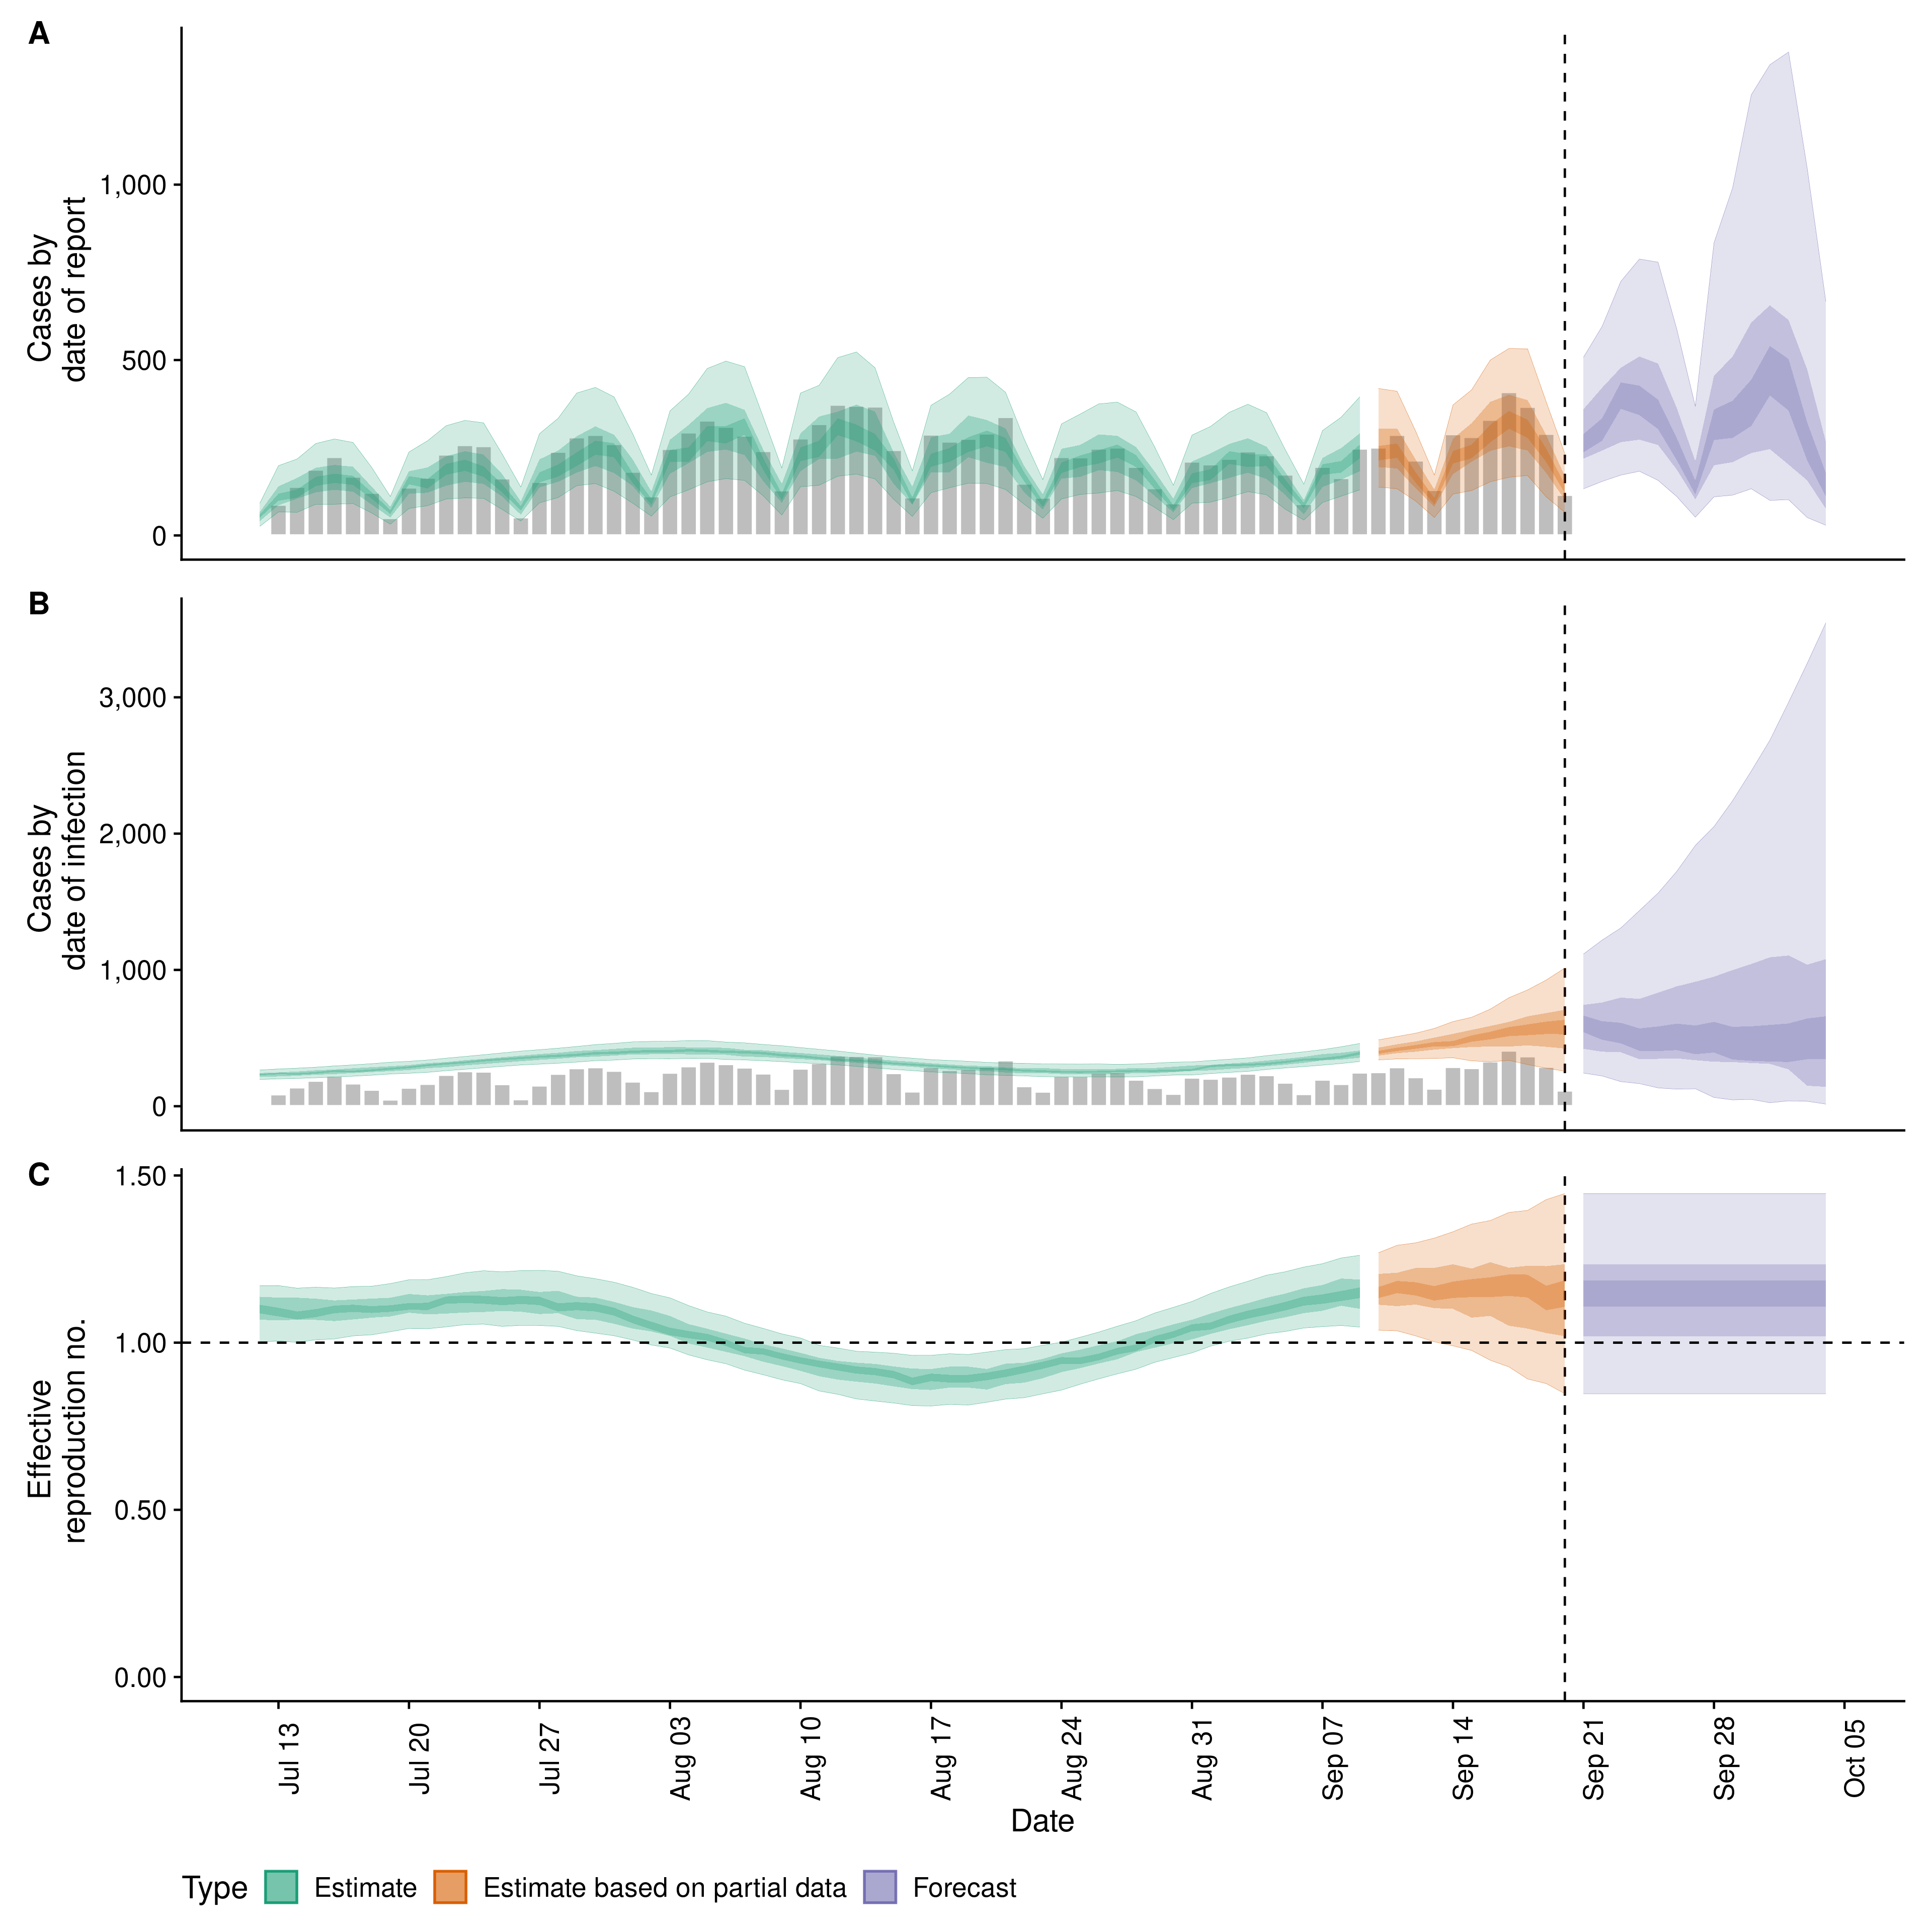 A
Cases by
date of report
1,000
500
0
B
Cases by
date of infection
3,000
2,000
1,000
0
C
Effective
reproduction no.
1.50
1.00
0.50
0.00
Jul 13
Jul 20
Jul 27
Aug 03
Aug 10
Aug 17
Aug 24
Aug 31
Sep 07
Sep 14
Sep 21
Sep 28
Oct 05
Date
Type Estimate Estimate based on partial data Forecast